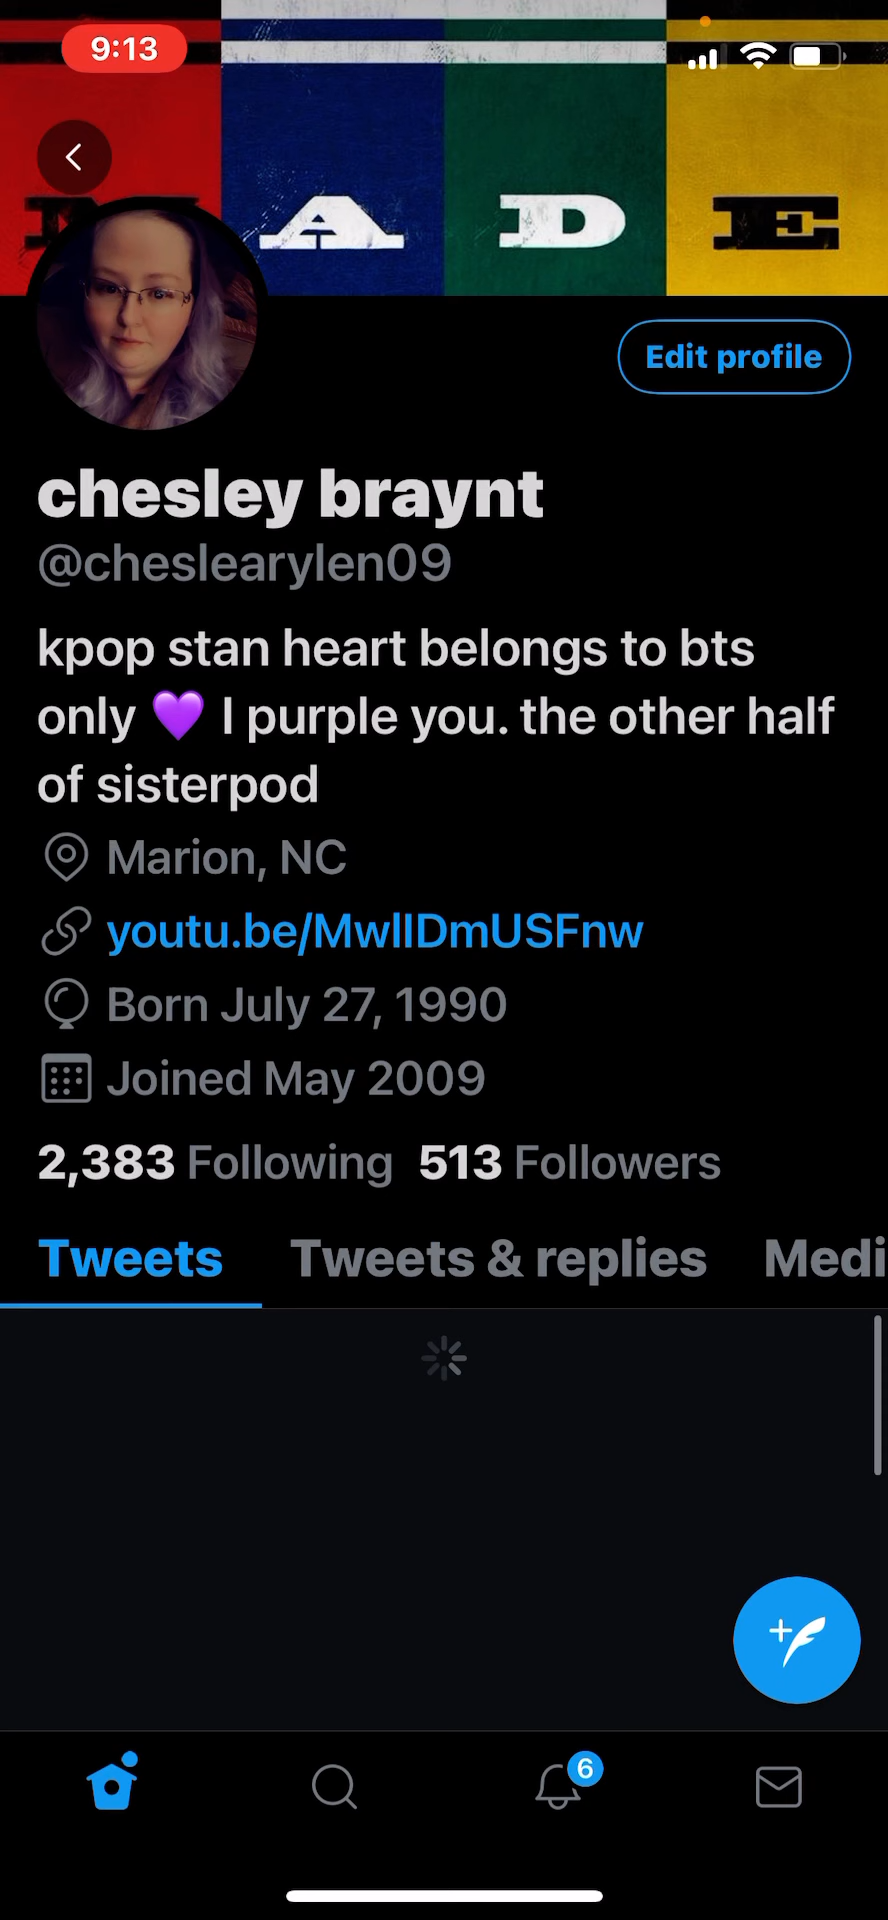 9:13
A D E
Edit profile
chesley braynt
@cheslearylen09
kpop stan heart belongs to bts
only 💜 I purple you. the other half
of sisterpod
Marion, NC
youtu.be/MwlIDmUSFnw
Born July 27, 1990
Joined May 2009
2,383 Following 513 Followers
Tweets Tweets & replies Medi
6